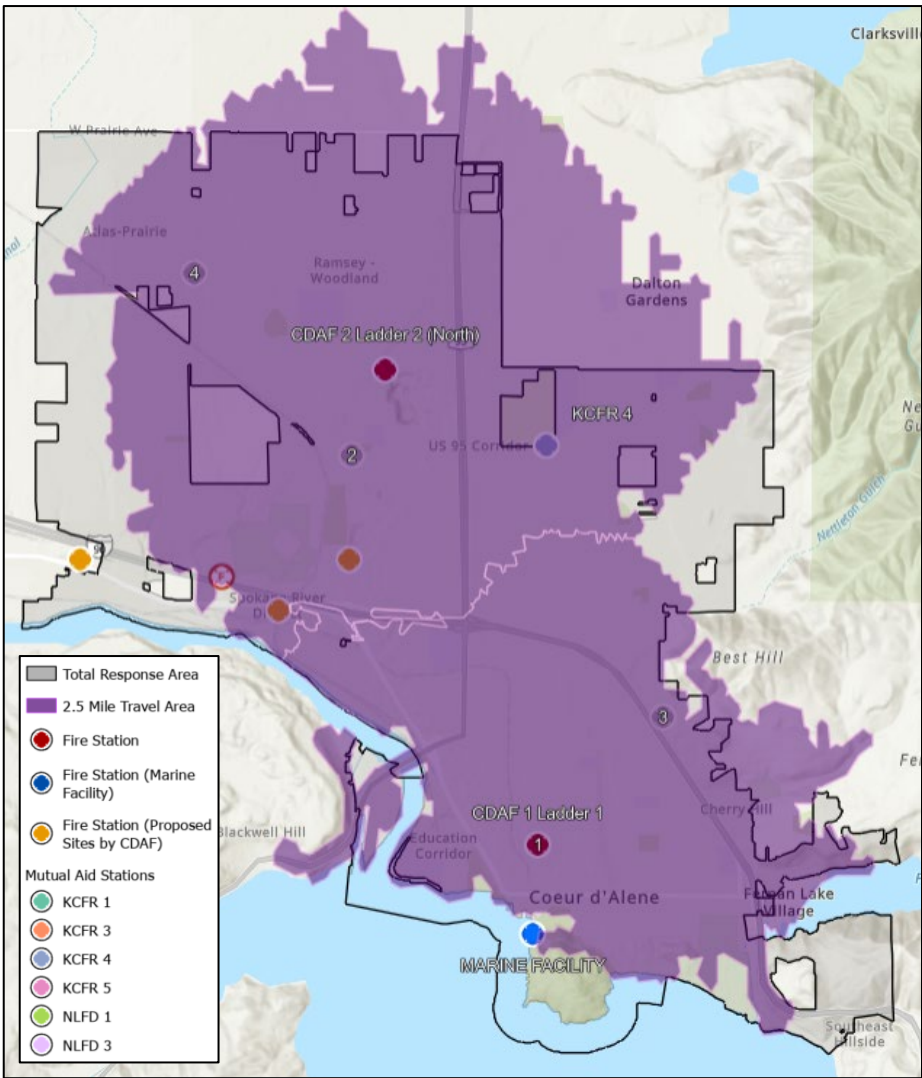 Clarksville
W Prairie Ave
Atlas-Prairie
4
Ramsey -
Woodland
Dalton
Gardens
CDAF 2 Ladder 2 (North)
KCFR 4
US 95 Corridor
2
Nettleton Gulch
Spokane River
District
Best Hill
3
Cherry Hill
CDAF 1 Ladder 1
1
Blackwell Hill
Education
Corridor
Coeur d'Alene
Fernan Lake
Village
MARINE FACILITY
Southeast
Hillside
Total Response Area
2.5 Mile Travel Area
Fire Station
Fire Station (Marine
Facility)
Fire Station (Proposed
Sites by CDAF)
Mutual Aid Stations
KCFR 1
KCFR 3
KCFR 4
KCFR 5
NLFD 1
NLFD 3